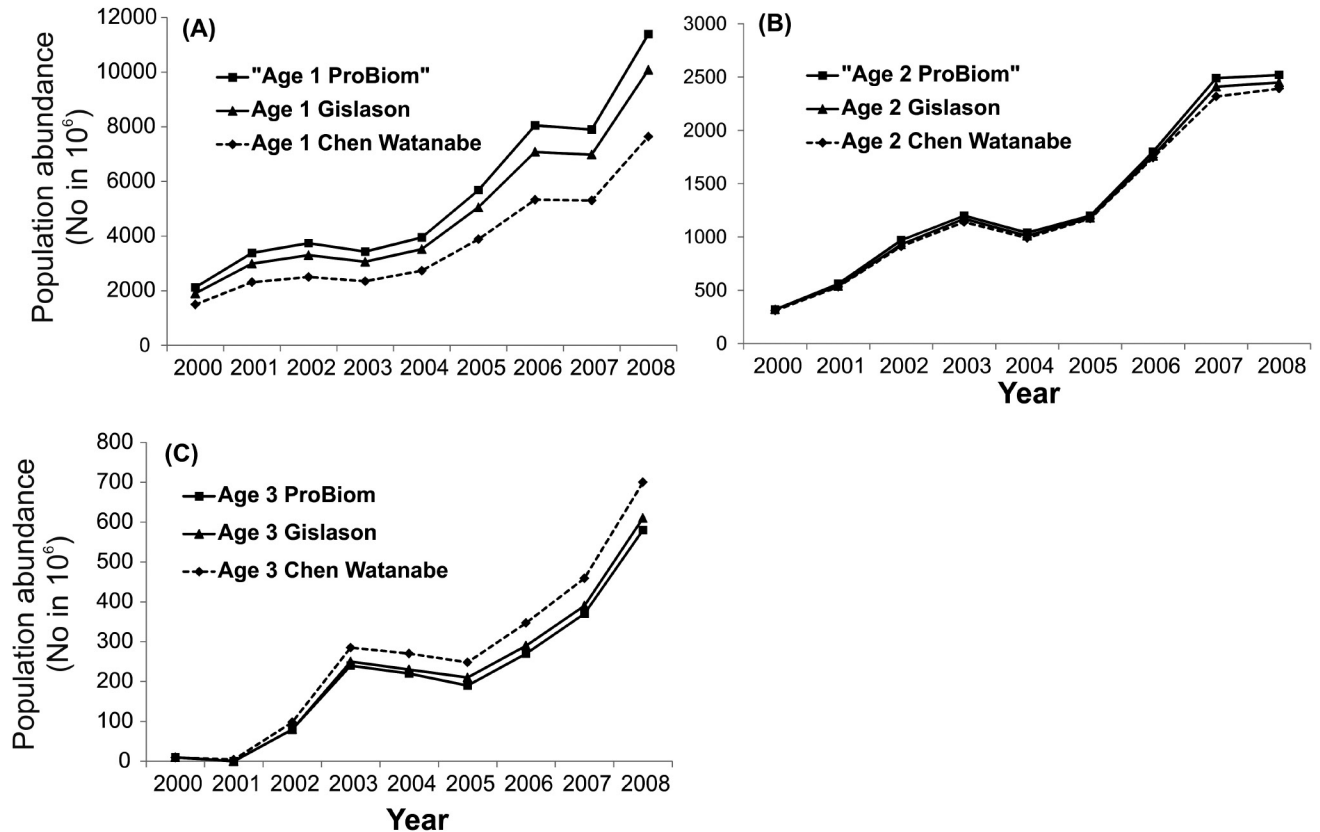 (A)
12000
10000
8000
6000
4000
2000
0
"Age 1 ProBiom"
Age 1 Gislason
Age 1 Chen Watanabe
Population abundance
(No in 10⁶)
2000 2001 2002 2003 2004 2005 2006 2007 2008
(B)
3000
2500
2000
1500
1000
500
0
"Age 2 ProBiom"
Age 2 Gislason
Age 2 Chen Watanabe
2000 2001 2002 2003 2004 2005 2006 2007 2008
Year
(C)
800
700
600
500
400
300
200
100
0
Age 3 ProBiom
Age 3 Gislason
Age 3 Chen Watanabe
Population abundance
(No in 10⁶)
2000 2001 2002 2003 2004 2005 2006 2007 2008
Year